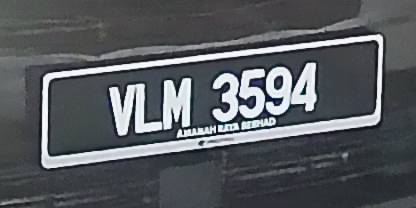 VLM 3594
AMANAH RAYA BERHAD